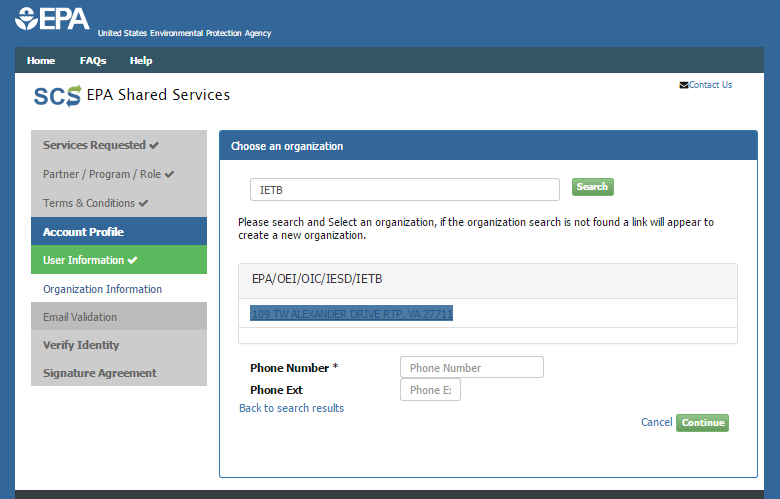 EPA
United States Environmental Protection Agency
Home FAQs Help
Contact Us
SCS EPA Shared Services
Services Requested
Partner / Program / Role
Terms & Conditions
Account Profile
User Information
Organization Information
Email Validation
Verify Identity
Signature Agreement
Choose an organization
IETB Search
Please search and Select an organization, if the organization search is not found a link will appear to
create a new organization.
EPA/OEI/OIC/IESD/IETB
109 TW ALEXANDER DRIVE RTP, VA 27711
Phone Number * Phone Number
Phone Ext Phone E
Back to search results
Cancel Continue